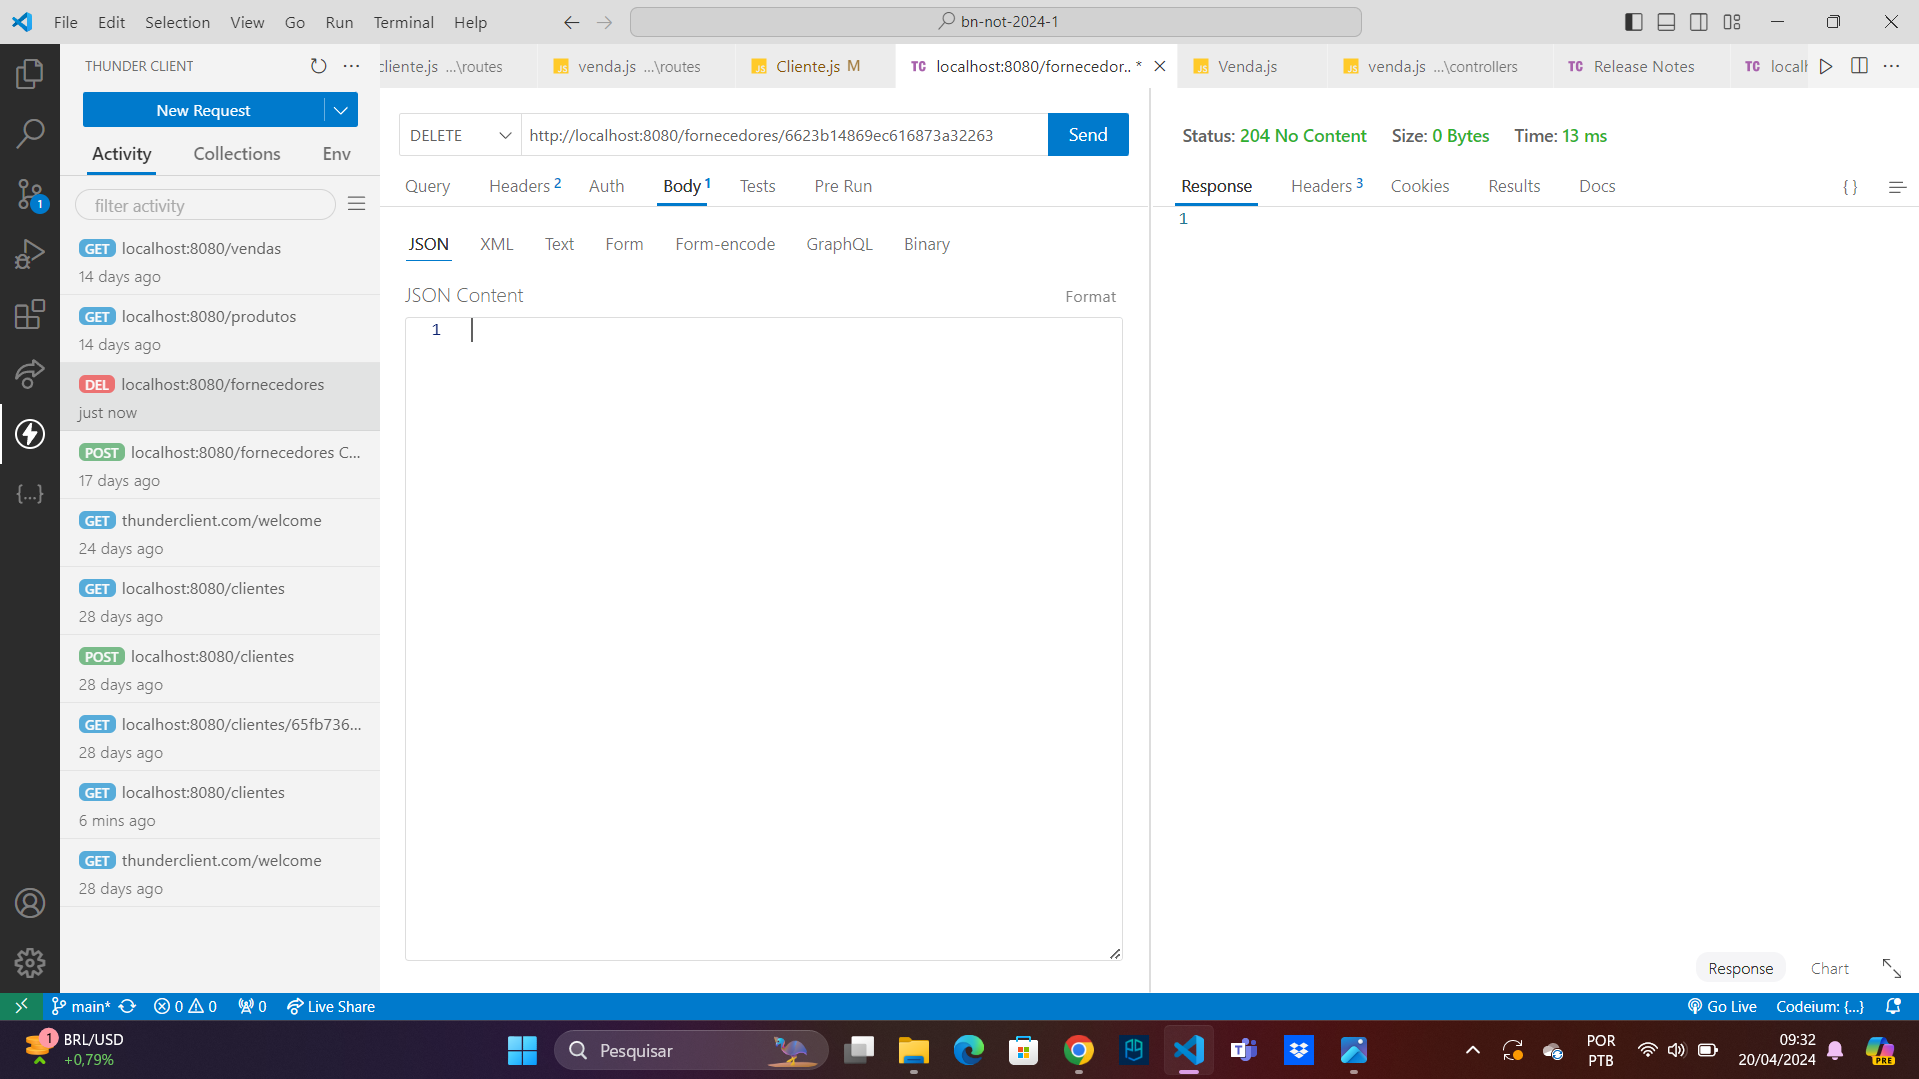 File Edit Selection View Go Run Terminal Help
bn-not-2024-1
THUNDER CLIENT
cliente.js ...\routes
JS venda.js ...\routes
JS Cliente.js M
TC localhost:8080/fornecedor.. *
JS Venda.js
JS venda.js ...\controllers
TC Release Notes
TC localh
New Request
Activity Collections Env
filter activity
GET localhost:8080/vendas
14 days ago
GET localhost:8080/produtos
14 days ago
DEL localhost:8080/fornecedores
just now
POST localhost:8080/fornecedores C...
17 days ago
GET thunderclient.com/welcome
24 days ago
GET localhost:8080/clientes
28 days ago
POST localhost:8080/clientes
28 days ago
GET localhost:8080/clientes/65fb736...
28 days ago
GET localhost:8080/clientes
6 mins ago
GET thunderclient.com/welcome
28 days ago
1
{...}
DELETE http://localhost:8080/fornecedores/6623b14869ec616873a32263 Send
Query Headers 2 Auth Body 1 Tests Pre Run
JSON XML Text Form Form-encode GraphQL Binary
JSON Content Format
1
Status: 204 No Content Size: 0 Bytes Time: 13 ms
Response Headers 3 Cookies Results Docs { }
1
Response Chart
main* 0 0 0 Live Share
Go Live Codeium: {...}
1 BRL/USD
+0,79%
Pesquisar
POR
PTB
09:32
20/04/2024
PRE